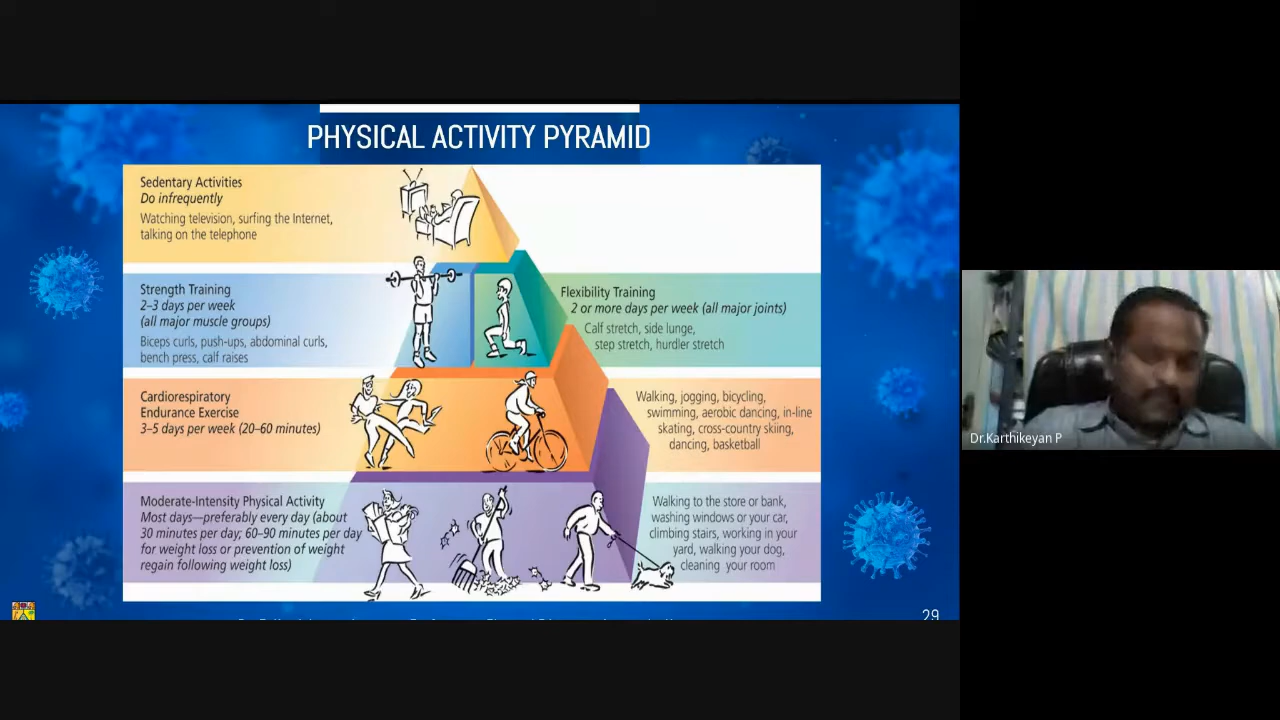 PHYSICAL ACTIVITY PYRAMID
Sedentary Activities
Do infrequently
Watching television, surfing the Internet,
talking on the telephone
Strength Training
2–3 days per week
(all major muscle groups)
Biceps curls, push-ups, abdominal curls,
bench press, calf raises
Flexibility Training
2 or more days per week (all major joints)
Calf stretch, side lunge,
step stretch, hurdler stretch
Cardiorespiratory
Endurance Exercise
3–5 days per week (20–60 minutes)
Walking, jogging, bicycling,
swimming, aerobic dancing, in-line
skating, cross-country skiing,
dancing, basketball
Moderate-Intensity Physical Activity
Most days—preferably every day (about
30 minutes per day; 60–90 minutes per day
for weight loss or prevention of weight
regain following weight loss)
Walking to the store or bank,
washing windows or your car,
climbing stairs, working in your
yard, walking your dog,
cleaning your room
29
Dr.Karthikeyan P